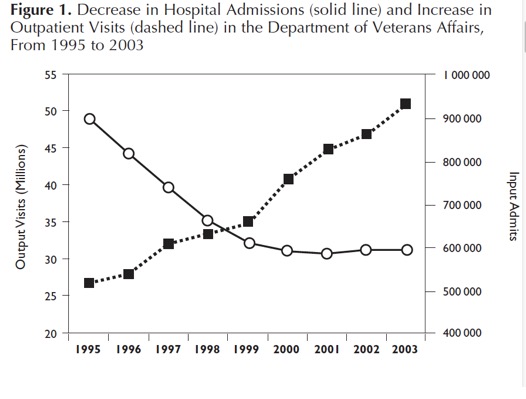 Figure 1. Decrease in Hospital Admissions (solid line) and Increase in
Outpatient Visits (dashed line) in the Department of Veterans Affairs,
From 1995 to 2003
55
50
45
40
35
30
25
20
Output Visits (Millions)
1 000 000
900 000
800 000
700 000
600 000
500 000
400 000
Input Admits
1995 1996 1997 1998 1999 2000 2001 2002 2003